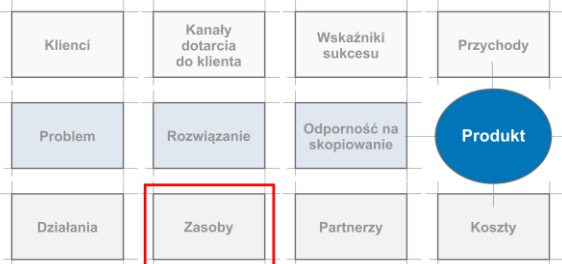 Klienci
Kanały
dotarcia
do klienta
Wskaźniki
sukcesu
Przychody
Problem
Rozwiązanie
Odporność na
skopiowanie
Produkt
Działania
Zasoby
Partnerzy
Koszty